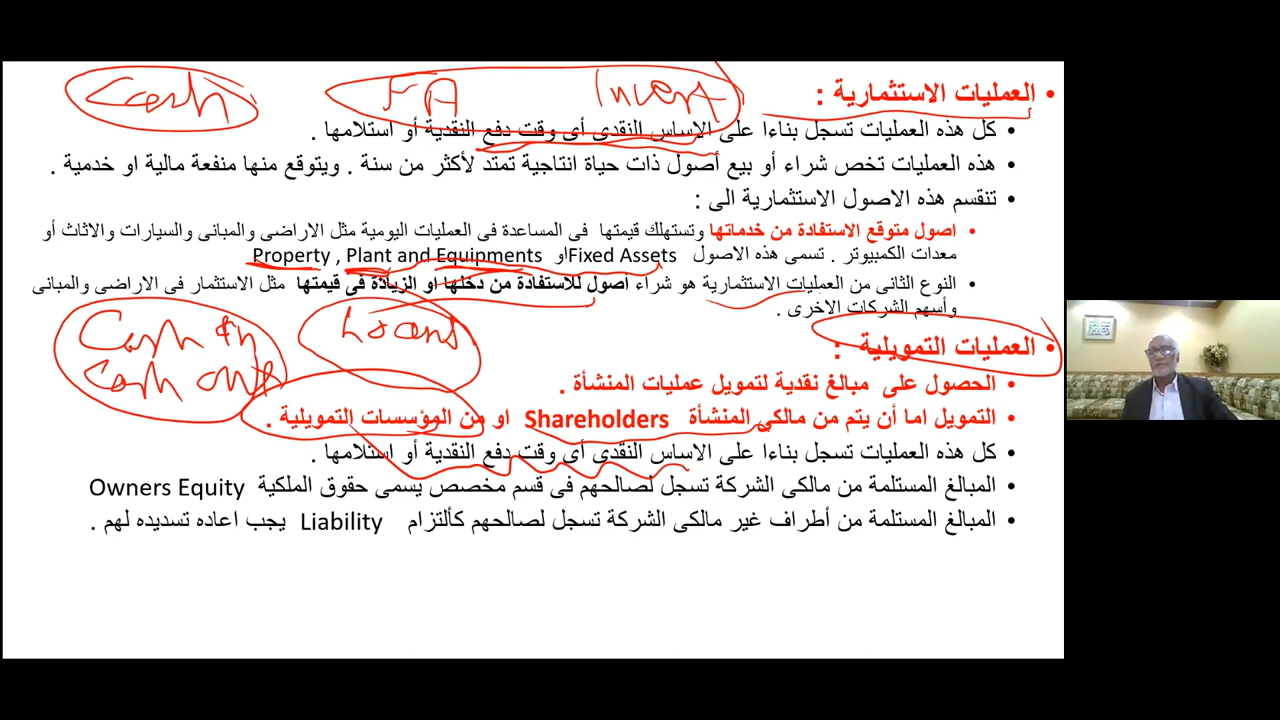 Cash
FA Invest
• العمليات الاستثمارية :
• كل هذه العمليات تسجل بناءا على الاساس النقدى أى وقت دفع النقدية أو استلامها .
• هذه العمليات تخص شراء أو بيع أصول ذات حياة انتاجية تمتد لأكثر من سنة . ويتوقع منها منفعة مالية او خدمية .
• تنقسم هذه الاصول الاستثمارية الى :
• اصول متوقع الاستفادة من خدماتها وتستهلك قيمتها فى المساعدة فى العمليات اليومية مثل الاراضى والمبانى والسيارات والاثاث أو
معدات الكمبيوتر . تسمى هذه الاصول Fixed Assets او Property , Plant and Equipments
• النوع الثانى من العمليات الاستثمارية هو شراء أصول للاستفادة من دخلها او الزيادة فى قيمتها مثل الاستثمار فى الاراضى والمبانى
وأسهم الشركات الاخرى .
Cash in
Cash out
Loans
• العمليات التمويلية :
• الحصول على مبالغ نقدية لتمويل عمليات المنشأة .
• التمويل اما أن يتم من مالكى المنشأة Shareholders او من المؤسسات التمويلية .
• كل هذه العمليات تسجل بناءا على الاساس النقدى أى وقت دفع النقدية أو استلامها .
• المبالغ المستلمة من مالكى الشركة تسجل لصالحهم فى قسم مخصص يسمى حقوق الملكية Owners Equity
• المبالغ المستلمة من أطراف غير مالكى الشركة تسجل لصالحهم كألتزام Liability يجب اعاده تسديده لهم .